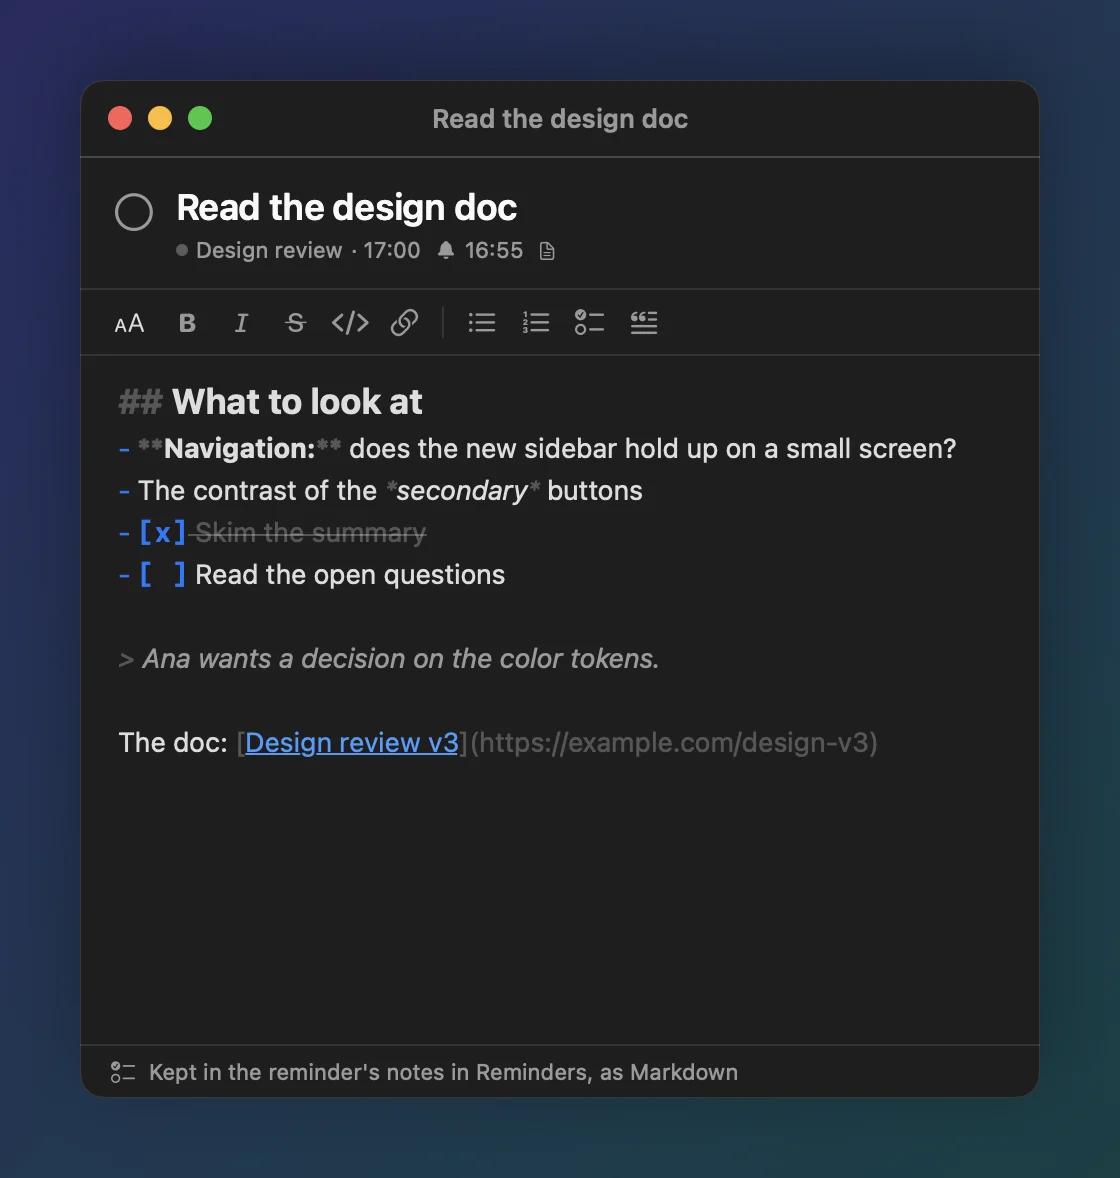 Read the design doc
Read the design doc
Design review · 17:00 16:55
AA B I S </>
## What to look at
- **Navigation:** does the new sidebar hold up on a small screen?
- The contrast of the *secondary* buttons
- [x] Skim the summary
- [ ] Read the open questions
> Ana wants a decision on the color tokens.
The doc: [Design review v3](https://example.com/design-v3)
Kept in the reminder's notes in Reminders, as Markdown